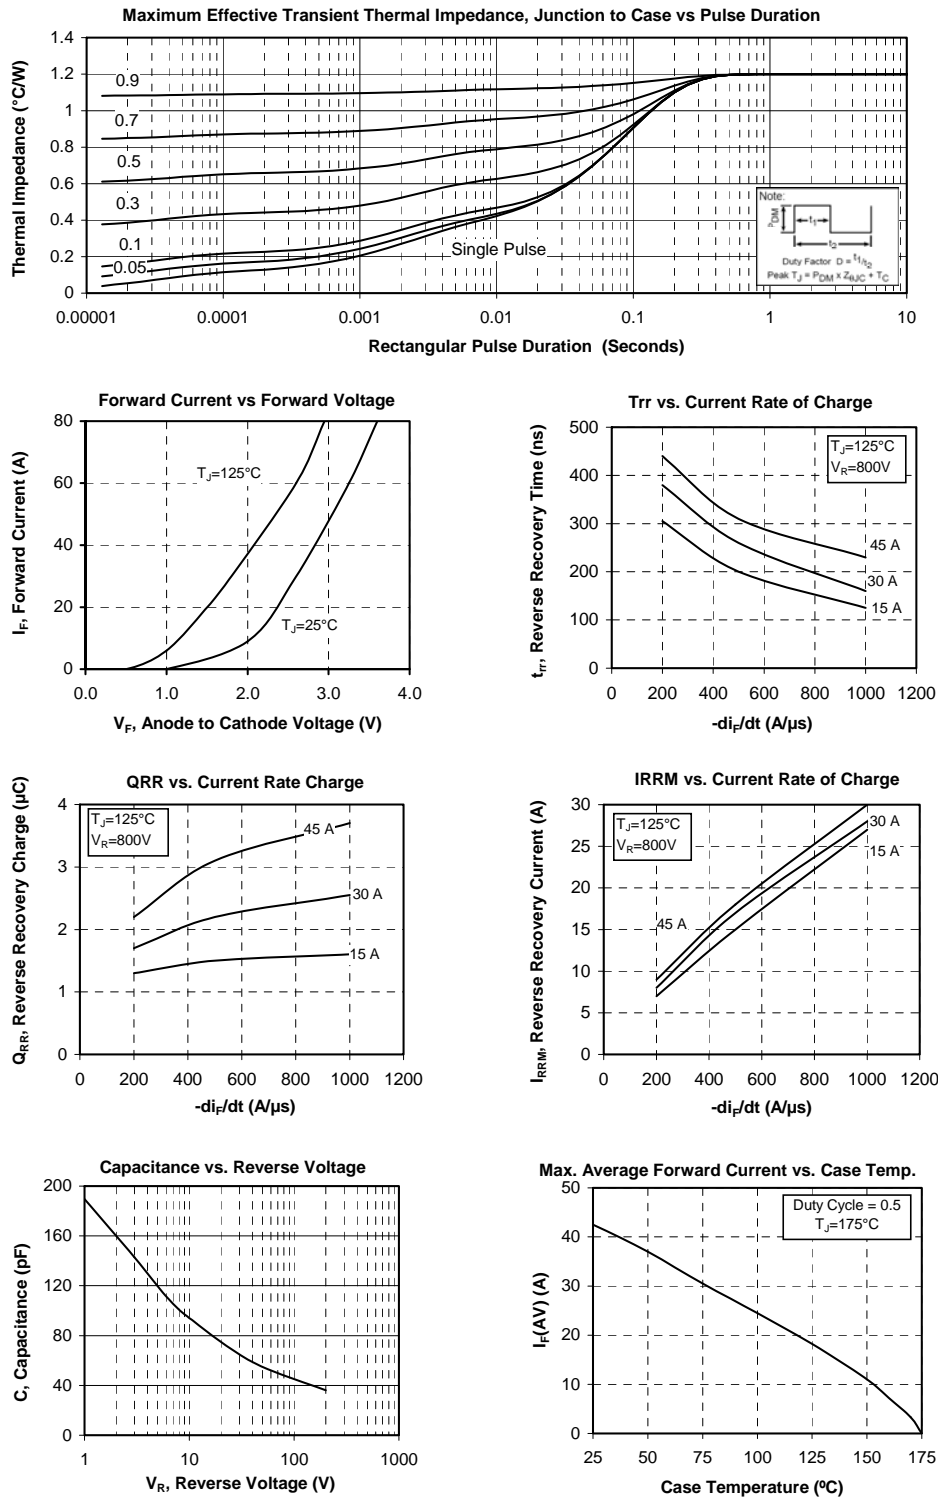 Maximum Effective Transient Thermal Impedance, Junction to Case vs Pulse Duration
Thermal Impedance (°C/W)
1.4
1.2
1
0.8
0.6
0.4
0.2
0
0.9
0.7
0.5
0.3
0.1
0.05
Single Pulse
Note:
PDM
t1
t2
Duty Factor D = t1/t2
Peak TJ = PDM x ZθJC + TC
0.00001 0.0001 0.001 0.01 0.1 1 10
Rectangular Pulse Duration (Seconds)
Forward Current vs Forward Voltage
IF, Forward Current (A)
80
60
40
20
0
TJ=125°C
TJ=25°C
0.0 1.0 2.0 3.0 4.0
VF, Anode to Cathode Voltage (V)
Trr vs. Current Rate of Charge
trr, Reverse Recovery Time (ns)
500
400
300
200
100
0
TJ=125°C
VR=800V
45 A
30 A
15 A
0 200 400 600 800 1000 1200
-diF/dt (A/µs)
QRR vs. Current Rate Charge
QRR, Reverse Recovery Charge (µC)
4
3
2
1
0
TJ=125°C
VR=800V
45 A
30 A
15 A
0 200 400 600 800 1000 1200
-diF/dt (A/µs)
IRRM vs. Current Rate of Charge
IRRM, Reverse Recovery Current (A)
30
25
20
15
10
5
0
TJ=125°C
VR=800V
30 A
15 A
45 A
0 200 400 600 800 1000 1200
-diF/dt (A/µs)
Capacitance vs. Reverse Voltage
C, Capacitance (pF)
200
160
120
80
40
0
1 10 100 1000
VR, Reverse Voltage (V)
Max. Average Forward Current vs. Case Temp.
IF(AV) (A)
50
40
30
20
10
0
Duty Cycle = 0.5
TJ=175°C
25 50 75 100 125 150 175
Case Temperature (ºC)